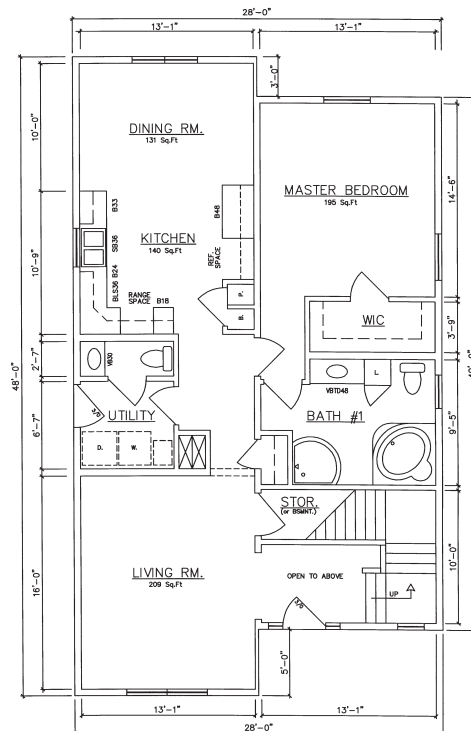 28'-0"
13'-1"
13'-1"
3'-0"
10'-0"
DINING RM.
131 Sq.Ft
MASTER BEDROOM
195 Sq.Ft
14'-6"
B33
B48
SB36
KITCHEN
140 Sq.Ft
10'-9"
REF. SPACE
BLS36 B24
RANGE SPACE
B18
P.
B.
WIC
3'-9"
48'-0"
2'-7"
VB30
VBTD48
L
3/0
UTILITY
BATH #1
6'-7"
9'-5"
D.
W.
STOR.
(or BSMNT.)
10'-0"
LIVING RM.
209 Sq.Ft
OPEN TO ABOVE
UP
3/0
16'-0"
5'-0"
13'-1"
13'-1"
28'-0"